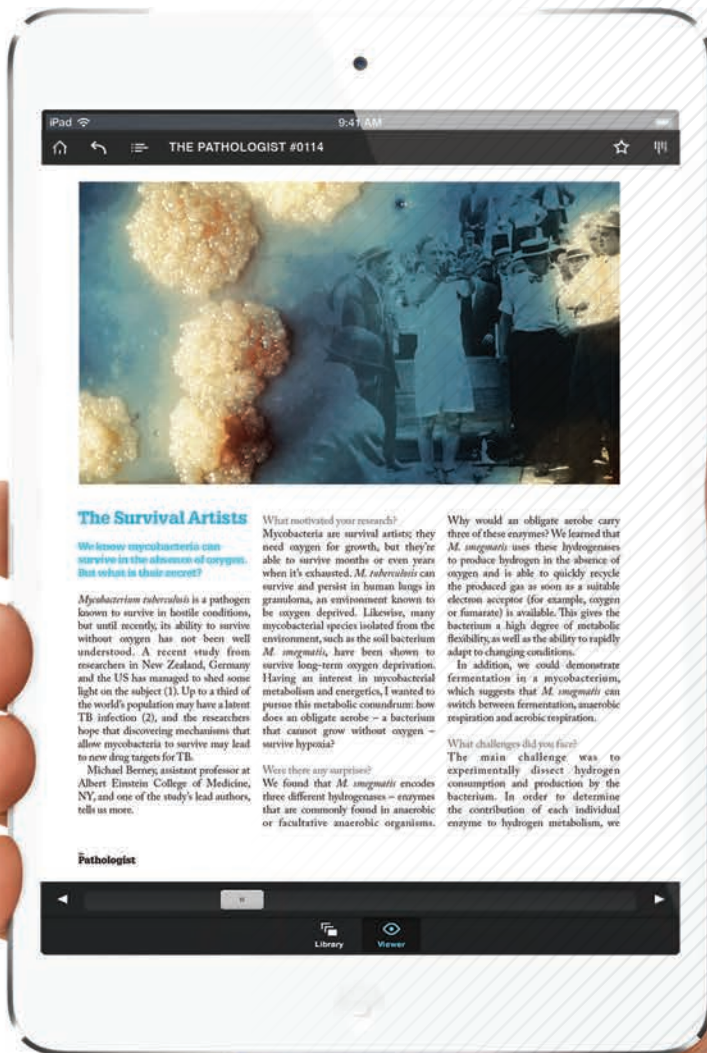 iPad
9:41 AM
THE PATHOLOGIST #0114
The Survival Artists
We know mycobacteria can
survive in the absence of oxygen.
But what is their secret?
Mycobacterium tuberculosis is a pathogen
known to survive in hostile conditions,
but until recently, its ability to survive
without oxygen has not been well
understood. A recent study from
researchers in New Zealand, Germany
and the US has managed to shed some
light on the subject (1). Up to a third of
the world's population may have a latent
TB infection (2), and the researchers
hope that discovering mechanisms that
allow mycobacteria to survive may lead
to new drug targets for TB.
Michael Berney, assistant professor at
Albert Einstein College of Medicine,
NY, and one of the study's lead authors,
tells us more.
What motivated your research?
Mycobacteria are survival artists; they
need oxygen for growth, but they're
able to survive months or even years
when it's exhausted. M. tuberculosis can
survive and persist in human lungs in
granuloma, an environment known to
be oxygen deprived. Likewise, many
mycobacterial species isolated from the
environment, such as the soil bacterium
M. smegmatis, have been shown to
survive long-term oxygen deprivation.
Having an interest in mycobacterial
metabolism and energetics, I wanted to
pursue this metabolic conundrum: how
does an obligate aerobe – a bacterium
that cannot grow without oxygen –
survive hypoxia?
Were there any surprises?
We found that M. smegmatis encodes
three different hydrogenases – enzymes
that are commonly found in anaerobic
or facultative anaerobic organisms.
Why would an obligate aerobe carry
three of these enzymes? We learned that
M. smegmatis uses these hydrogenases
to produce hydrogen in the absence of
oxygen and is able to quickly recycle
the produced gas as soon as a suitable
electron acceptor (for example, oxygen
or fumarate) is available. This gives the
bacterium a high degree of metabolic
flexibility, as well as the ability to rapidly
adapt to changing conditions.
In addition, we could demonstrate
fermentation in a mycobacterium,
which suggests that M. smegmatis can
switch between fermentation, anaerobic
respiration and aerobic respiration.
What challenges did you face?
The main challenge was to
experimentally dissect hydrogen
consumption and production by the
bacterium. In order to determine
the contribution of each individual
enzyme to hydrogen metabolism, we
Pathologist
Library
Viewer